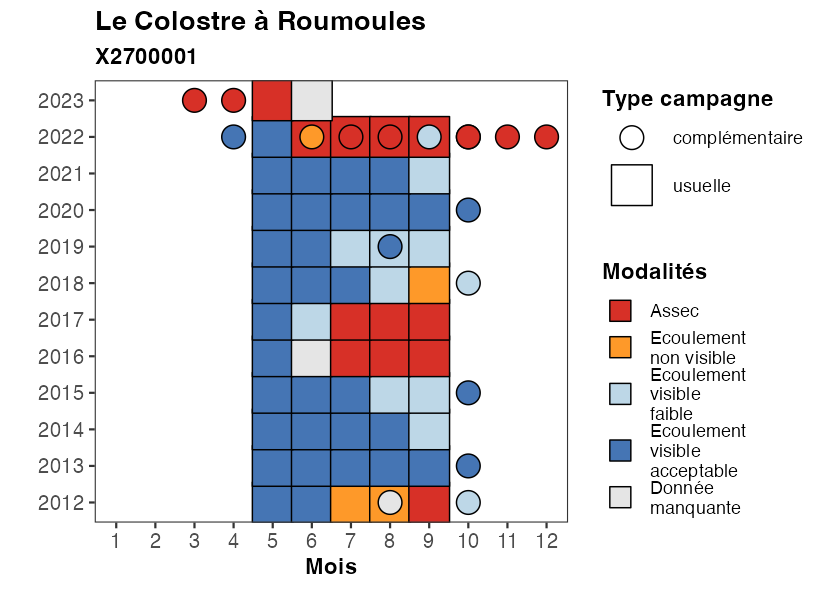 Le Colostre à Roumoules
X2700001
2023
2022
2021
2020
2019
2018
2017
2016
2015
2014
2013
2012
1 2 3 4 5 6 7 8 9 10 11 12
Mois
Type campagne
complémentaire
usuelle
Modalités
Assec
Ecoulement
non visible
Ecoulement
visible
faible
Ecoulement
visible
acceptable
Donnée
manquante